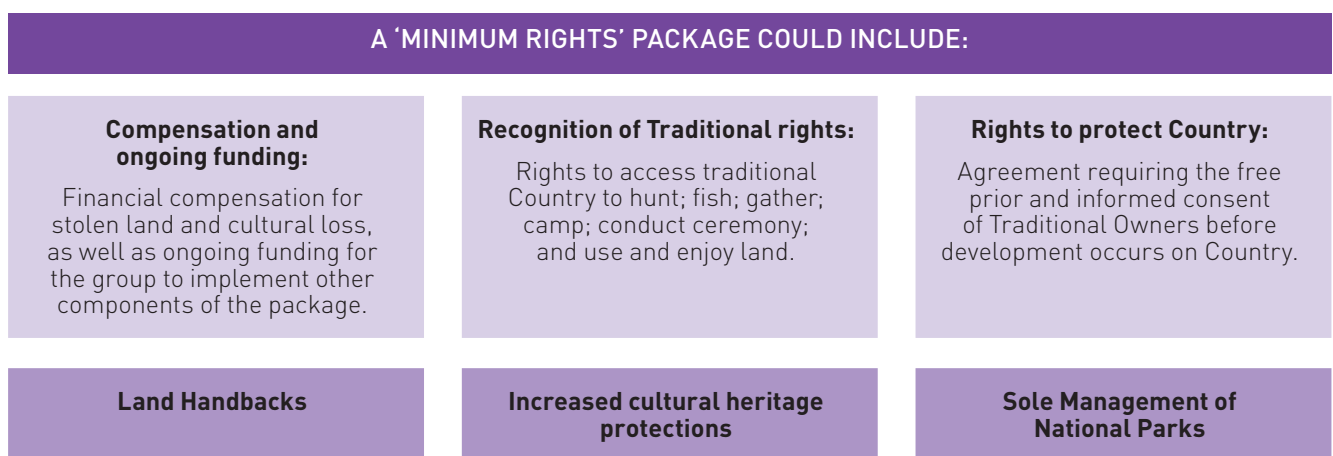 A ‘MINIMUM RIGHTS’ PACKAGE COULD INCLUDE:
Compensation and
ongoing funding:
Financial compensation for
stolen land and cultural loss,
as well as ongoing funding for
the group to implement other
components of the package.
Recognition of Traditional rights:
Rights to access traditional
Country to hunt; fish; gather;
camp; conduct ceremony;
and use and enjoy land.
Rights to protect Country:
Agreement requiring the free
prior and informed consent
of Traditional Owners before
development occurs on Country.
Land Handbacks
Increased cultural heritage
protections
Sole Management of
National Parks